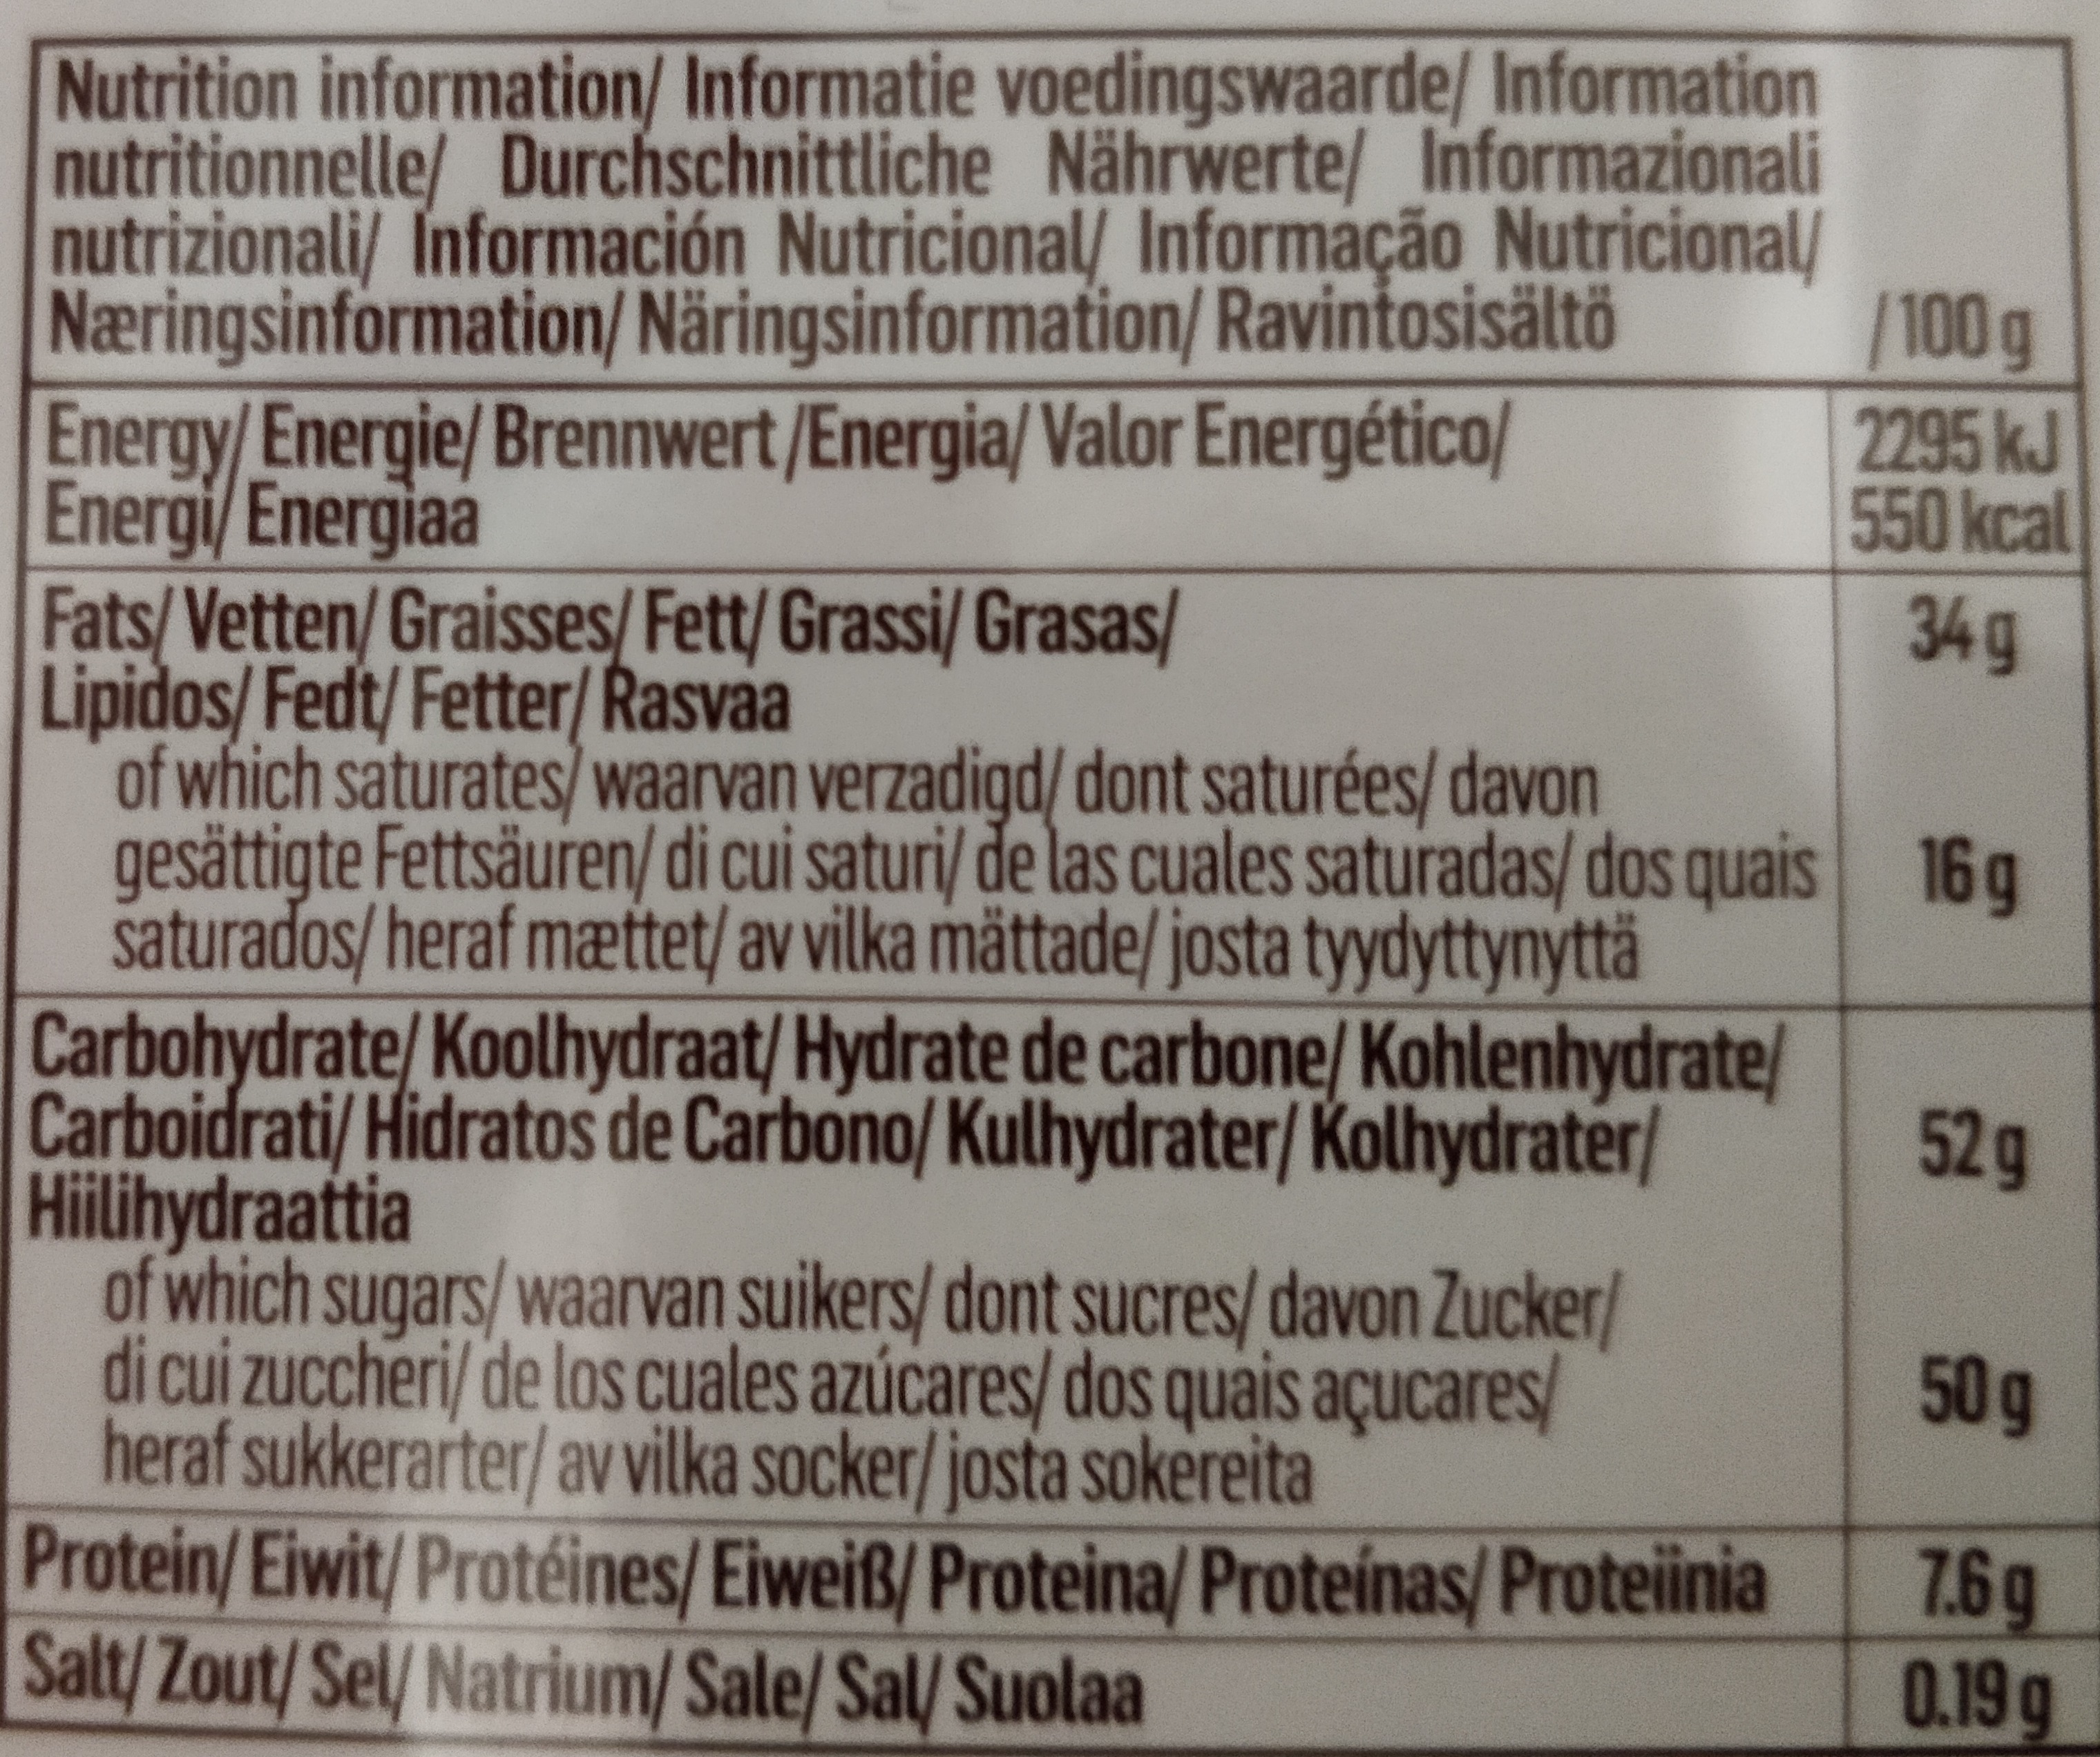 Nutrition information/ Informatie voedingswaarde/ Information
nutritionnelle/ Durchschnittliche Nährwerte/ Informazionali
nutrizionali/ Información Nutricional/ Informação Nutricional/
Næringsinformation/ Näringsinformation/ Ravintosisältö /100 g
Energy/ Energie/ Brennwert /Energia/ Valor Energético/ 2295 kJ
Energi/ Energiaa 550 kcal
Fats/ Vetten/ Graisses/ Fett/ Grassi/ Grasas/ 34 g
Lipidos/ Fedt/ Fetter/ Rasvaa
of which saturates/ waarvan verzadigd/ dont saturées/ davon
gesättigte Fettsäuren/ di cui saturi/ de las cuales saturadas/ dos quais 16 g
saturados/ heraf mættet/ av vilka mättade/ josta tyydyttynyttä
Carbohydrate/ Koolhydraat/ Hydrate de carbone/ Kohlenhydrate/
Carboidrati/ Hidratos de Carbono/ Kulhydrater/ Kolhydrater/ 52 g
Hiilihydraattia
of which sugars/ waarvan suikers/ dont sucres/ davon Zucker/
di cui zuccheri/ de los cuales azúcares/ dos quais açucares/ 50 g
heraf sukkerarter/ av vilka socker/ josta sokereita
Protein/ Eiwit/ Protéines/ Eiweiß/ Proteina/ Proteínas/ Proteiinia 7.6 g
Salt/ Zout/ Sel/ Natrium/ Sale/ Sal/ Suolaa 0.19 g